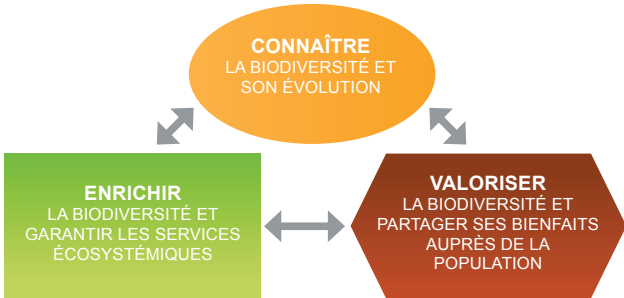 CONNAÎTRE
LA BIODIVERSITÉ ET
SON ÉVOLUTION
ENRICHIR
LA BIODIVERSITÉ ET
GARANTIR LES SERVICES
ÉCOSYSTÉMIQUES
VALORISER
LA BIODIVERSITÉ ET
PARTAGER SES BIENFAITS
AUPRÈS DE LA
POPULATION